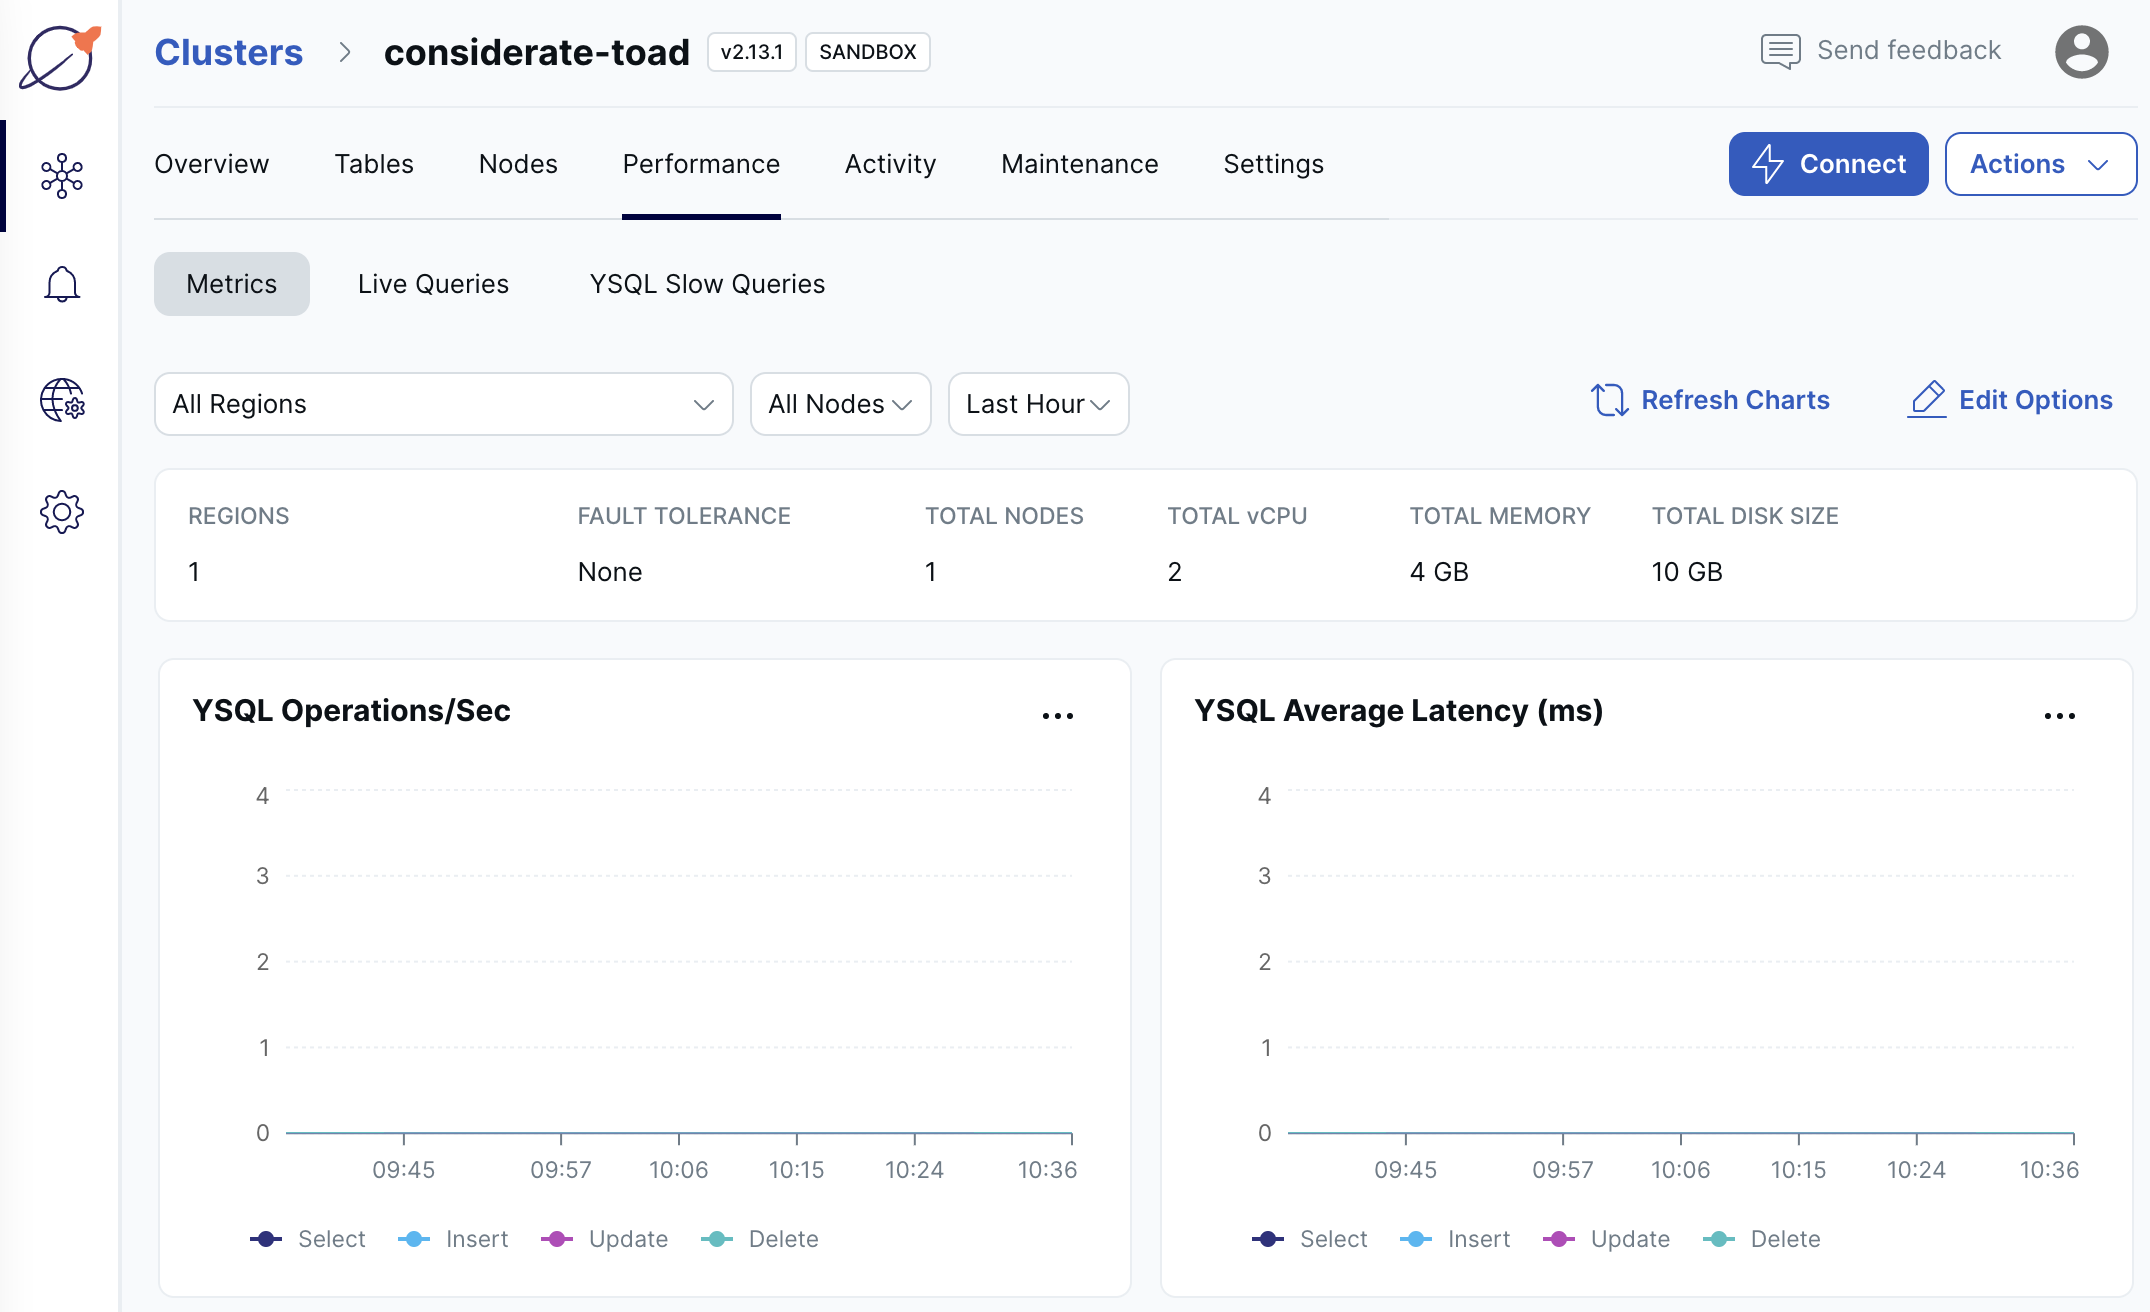 Clusters > considerate-toad v2.13.1 SANDBOX Send feedback
Overview Tables Nodes Performance Activity Maintenance Settings Connect Actions
Metrics Live Queries YSQL Slow Queries
All Regions All Nodes Last Hour Refresh Charts Edit Options
REGIONS FAULT TOLERANCE TOTAL NODES TOTAL vCPU TOTAL MEMORY TOTAL DISK SIZE
1 None 1 2 4 GB 10 GB
YSQL Operations/Sec
4
3
2
1
0
09:45 09:57 10:06 10:15 10:24 10:36
Select Insert Update Delete
YSQL Average Latency (ms)
4
3
2
1
0
09:45 09:57 10:06 10:15 10:24 10:36
Select Insert Update Delete